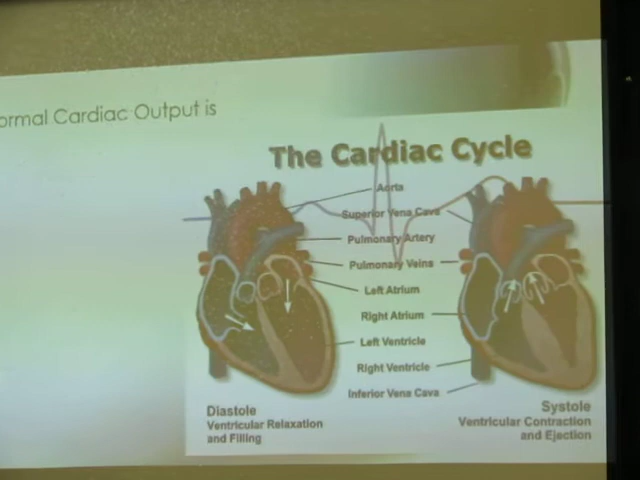 ormal Cardiac Output is
The Cardiac Cycle
Aorta
Superior Vena Cava
Pulmonary Artery
Pulmonary Veins
Left Atrium
Right Atrium
Left Ventricle
Right Ventricle
Inferior Vena Cava
Diastole
Ventricular Relaxation
and Filling
Systole
Ventricular Contraction
and Ejection